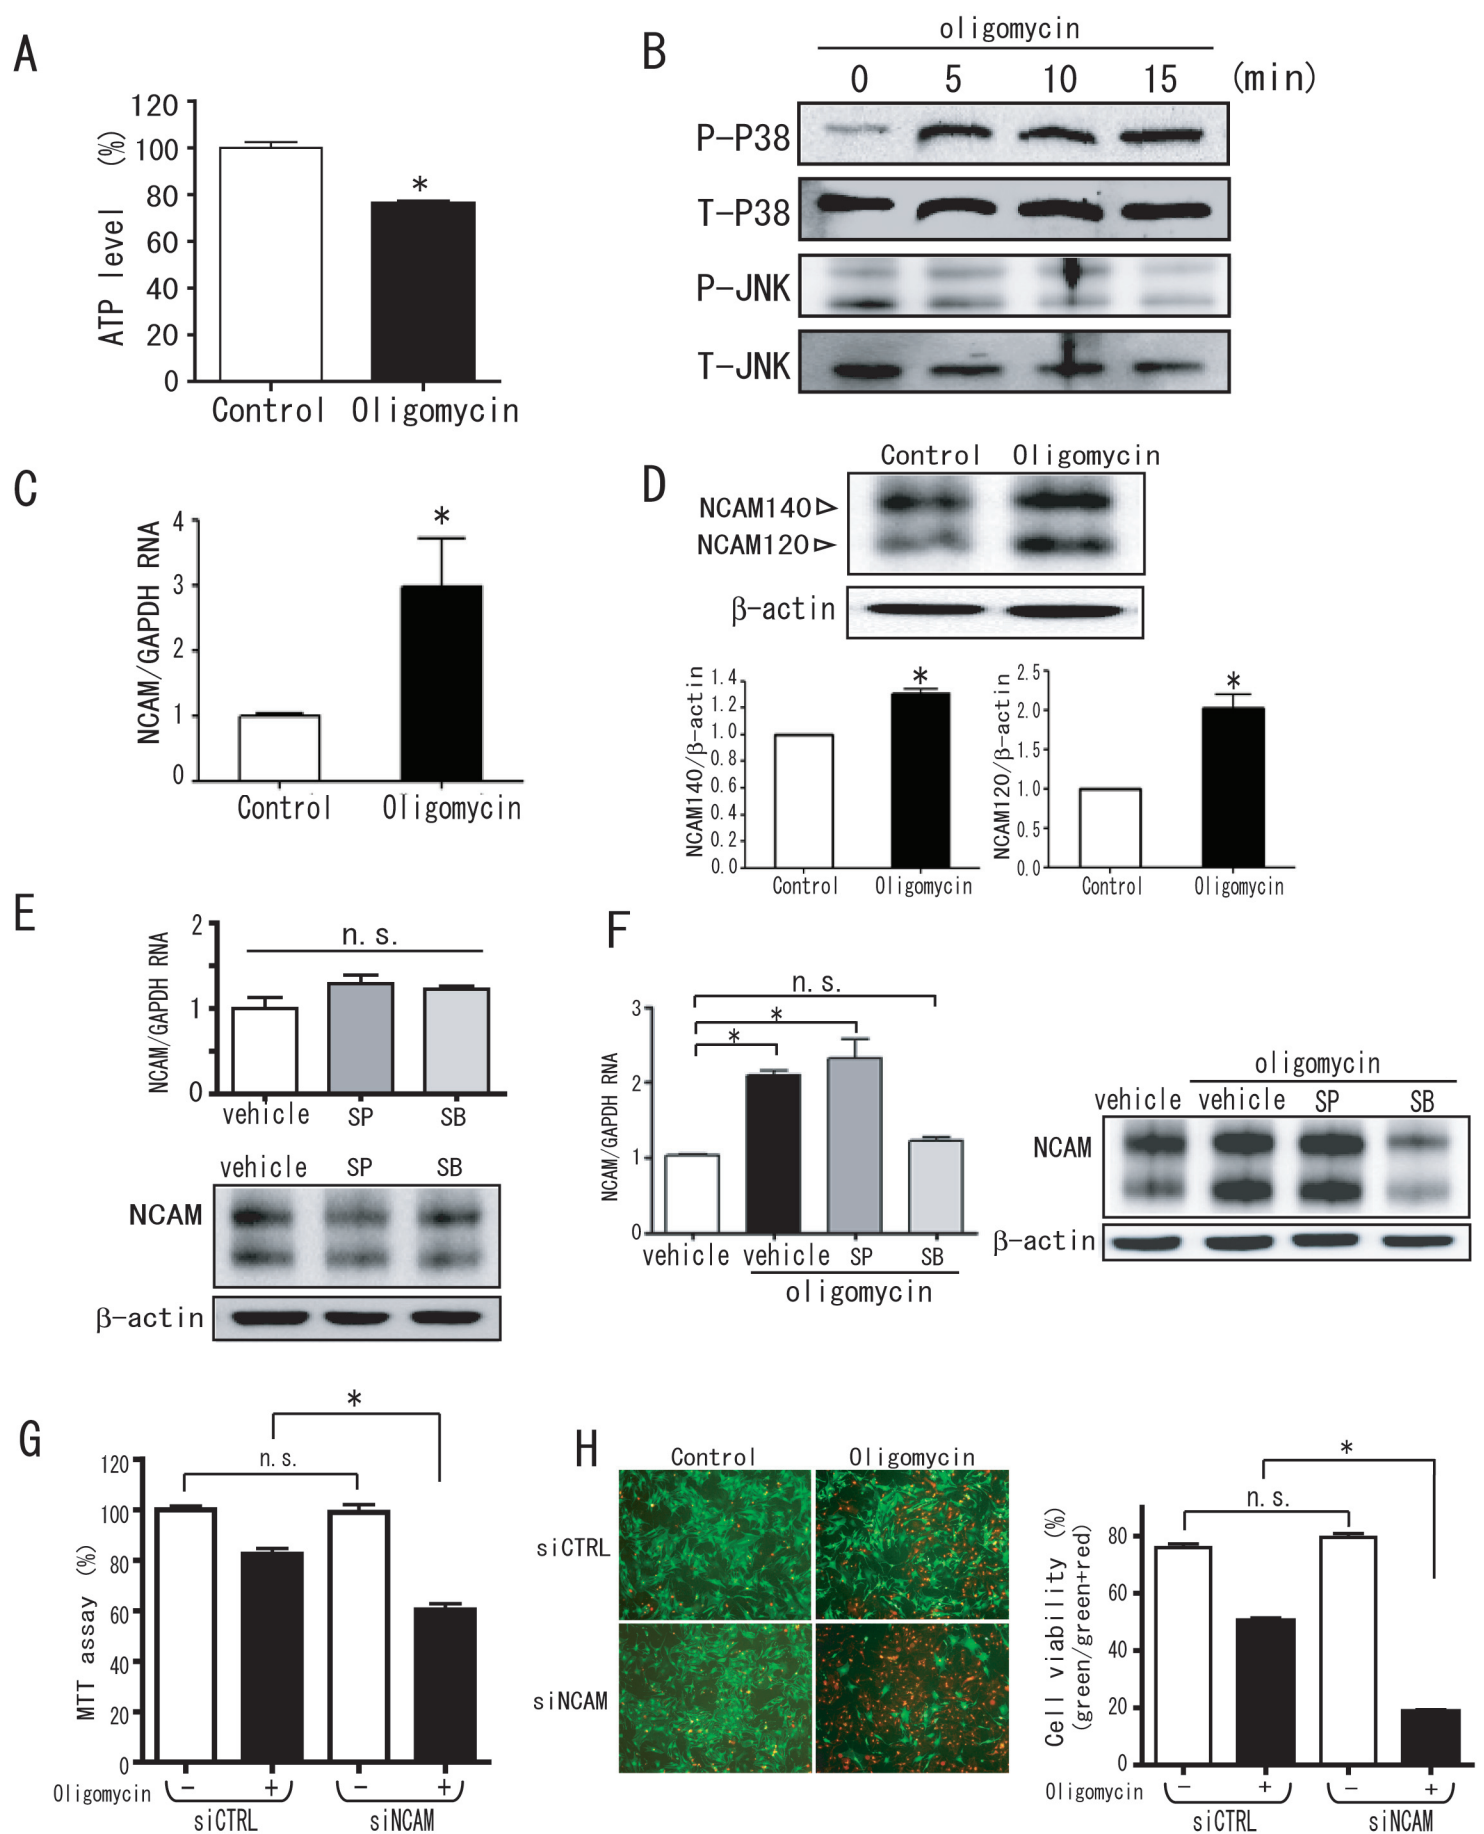 A
ATP level (%)
120
100
80
60
40
20
0
*
Control Oligomycin
B
oligomycin
0 5 10 15 (min)
P-P38
T-P38
P-JNK
T-JNK
C
NCAM/GAPDH RNA
4
3
2
1
0
*
Control Oligomycin
D
Control Oligomycin
NCAM140
NCAM120
β-actin
NCAM140/β-actin
1.4
1.2
1.0
0.8
0.6
0.4
0.2
0.0
*
Control Oligomycin
NCAM120/β-actin
2.5
2.0
1.5
1.0
0.5
0.0
*
Control Oligomycin
E
NCAM/GAPDH RNA
2
1
0
n.s.
vehicle SP SB
vehicle SP SB
NCAM
β-actin
F
NCAM/GAPDH RNA
3
2
1
0
n.s.
*
*
vehicle vehicle SP SB
oligomycin
oligomycin
vehicle vehicle SP SB
NCAM
β-actin
G
MTT assay (%)
120
100
80
60
40
20
0
*
n.s.
Oligomycin − + − +
siCTRL siNCAM
H
Control Oligomycin
siCTRL
siNCAM
Cell viability (%)
(green/green+red)
80
60
40
20
0
*
n.s.
Oligomycin − + − +
siCTRL siNCAM